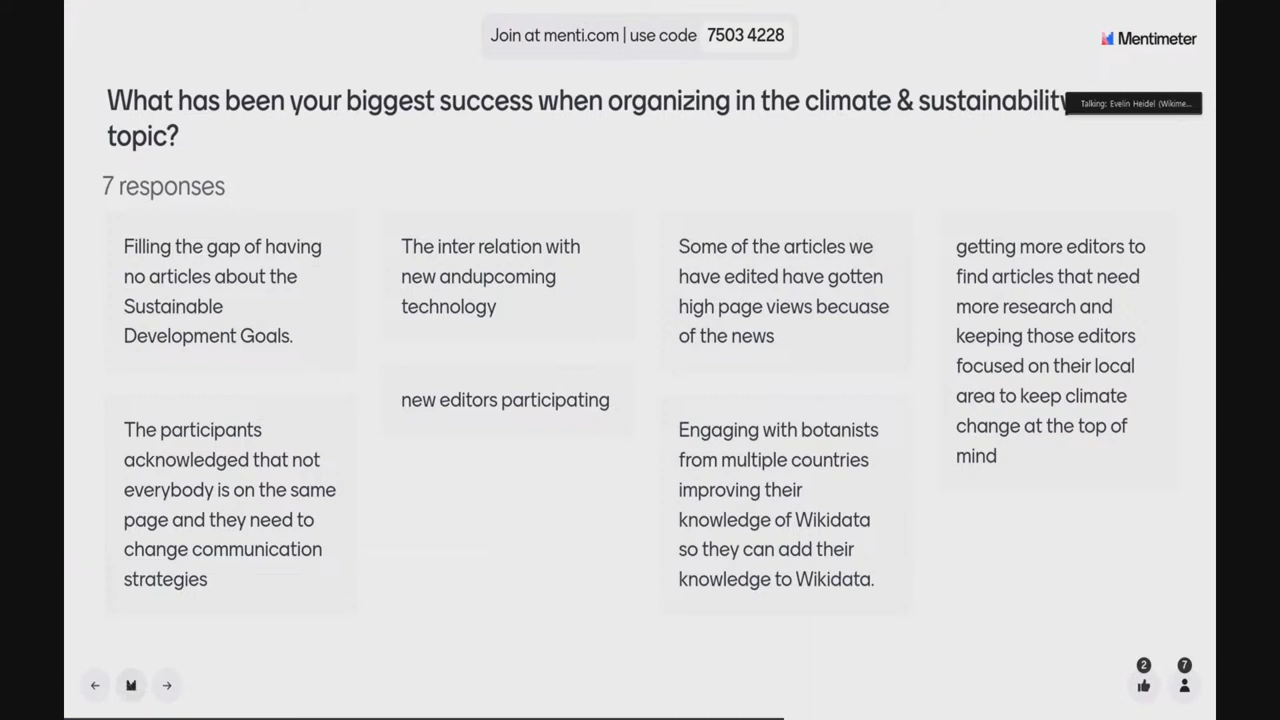 Join at menti.com | use code 7503 4228
Mentimeter
What has been your biggest success when organizing in the climate & sustainability
topic?
Talking: Evelin Heidel (Wikime...
7 responses
Filling the gap of having
no articles about the
Sustainable
Development Goals.
The participants
acknowledged that not
everybody is on the same
page and they need to
change communication
strategies
The inter relation with
new andupcoming
technology
new editors participating
Some of the articles we
have edited have gotten
high page views becuase
of the news
Engaging with botanists
from multiple countries
improving their
knowledge of Wikidata
so they can add their
knowledge to Wikidata.
getting more editors to
find articles that need
more research and
keeping those editors
focused on their local
area to keep climate
change at the top of
mind
2
7